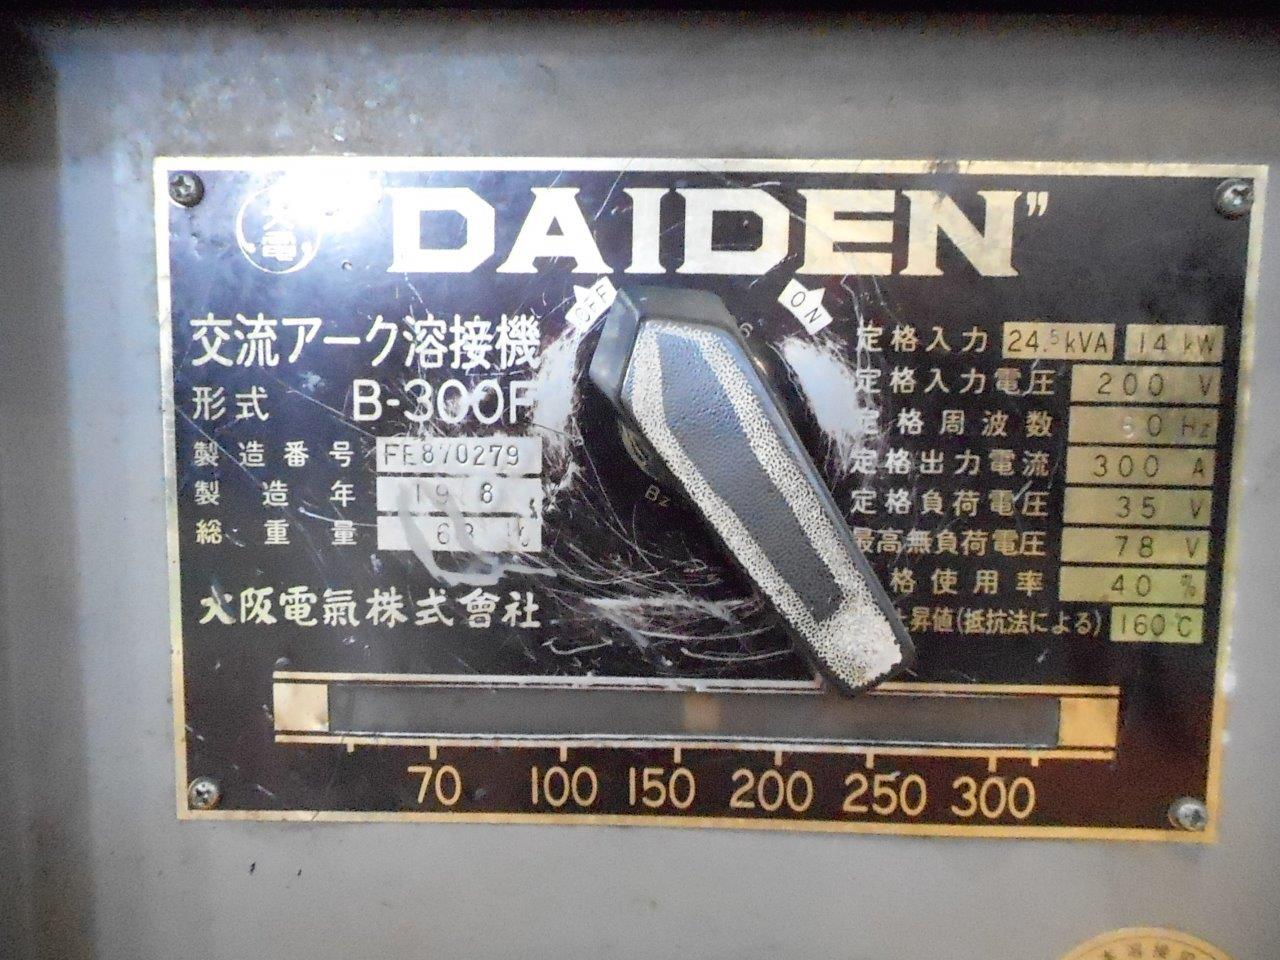 大電 DAIDEN”
OFF
ON
交流アーク溶接機
形式 B-300F
製造番号 FE870279
製造年
総重量
大阪電氣株式會社
定格入力 24.5kVA 14kW
定格入力電圧 200 V
定格周波数 60 Hz
定格出力電流 300 A
定格負荷電圧 35 V
最高無負荷電圧 78 V
格使用率 40 %
上昇値(抵抗法による) 160°C
70 100 150 200 250 300